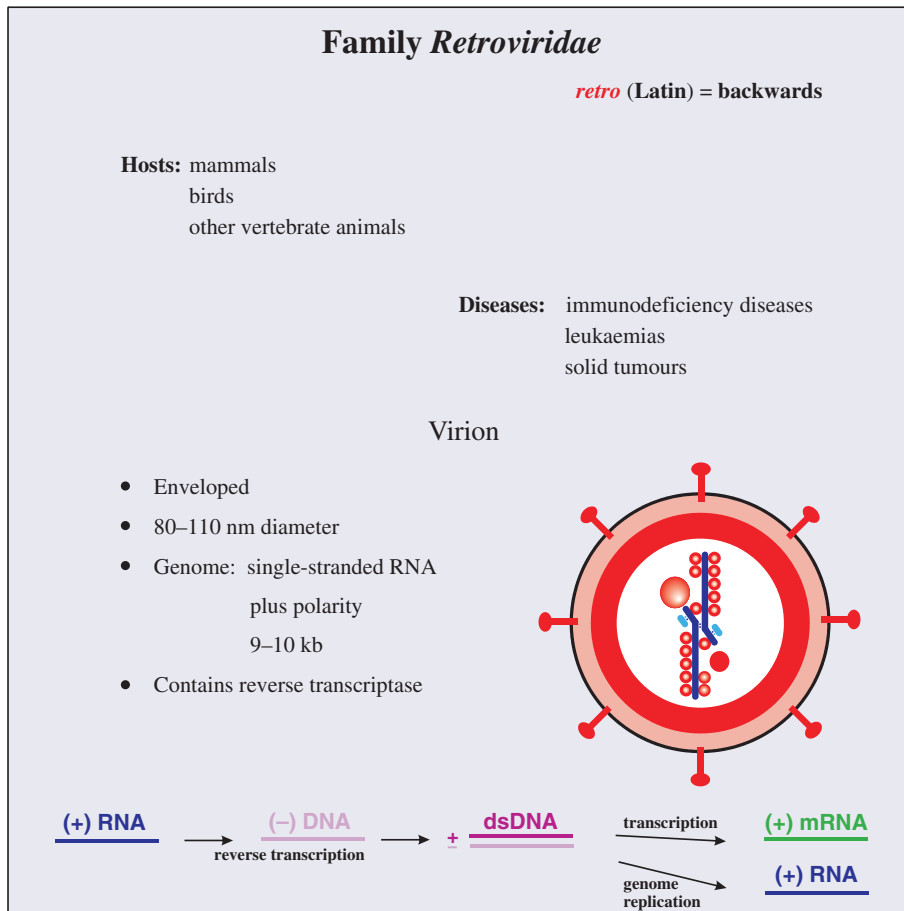 Family Retroviridae
retro (Latin) = backwards
Hosts: mammals
birds
other vertebrate animals
Diseases: immunodeficiency diseases
leukaemias
solid tumours
Virion
• Enveloped
• 80–110 nm diameter
• Genome: single-stranded RNA
plus polarity
9–10 kb
• Contains reverse transcriptase
(+) RNA
reverse transcription
(–) DNA
+
–
dsDNA
transcription
(+) mRNA
genome
replication
(+) RNA